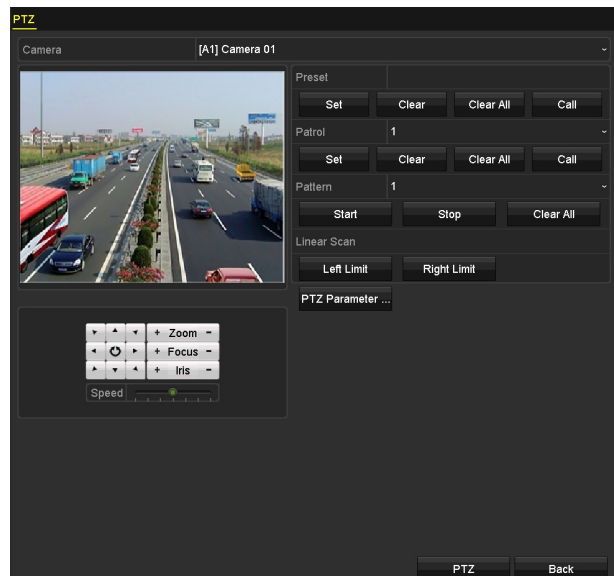 PTZ
Camera [A1] Camera 01
Preset
Set Clear Clear All Call
Patrol 1
Set Clear Clear All Call
Pattern 1
Start Stop Clear All
Linear Scan
Left Limit Right Limit
PTZ Parameter ...
+ Zoom -
+ Focus -
+ Iris -
Speed
PTZ Back